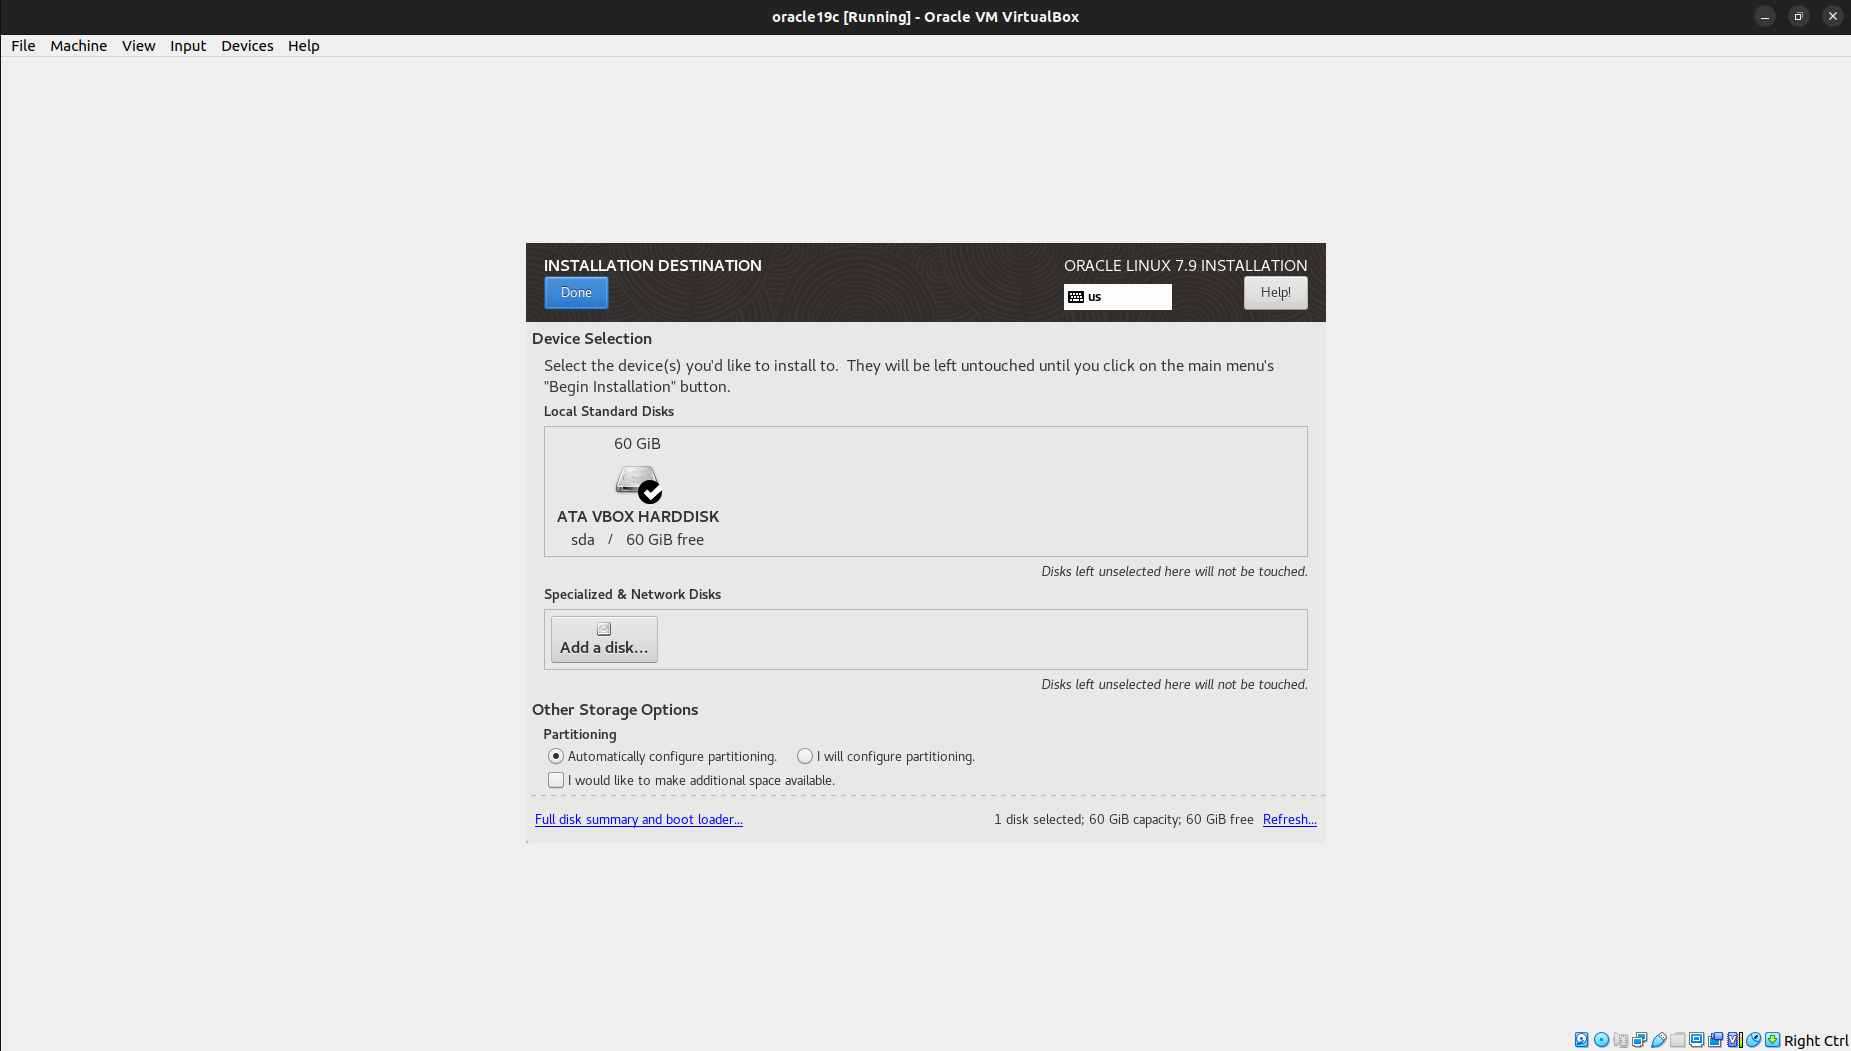 oracle19c [Running] - Oracle VM VirtualBox
File Machine View Input Devices Help
INSTALLATION DESTINATION
ORACLE LINUX 7.9 INSTALLATION
Done
us
Help!
Device Selection
Select the device(s) you'd like to install to.  They will be left untouched until you click on the main menu's
"Begin Installation" button.
Local Standard Disks
60 GiB
ATA VBOX HARDDISK
sda / 60 GiB free
Disks left unselected here will not be touched.
Specialized & Network Disks
Add a disk...
Disks left unselected here will not be touched.
Other Storage Options
Partitioning
Automatically configure partitioning. I will configure partitioning.
I would like to make additional space available.
Full disk summary and boot loader...
1 disk selected; 60 GiB capacity; 60 GiB free Refresh...
Right Ctrl